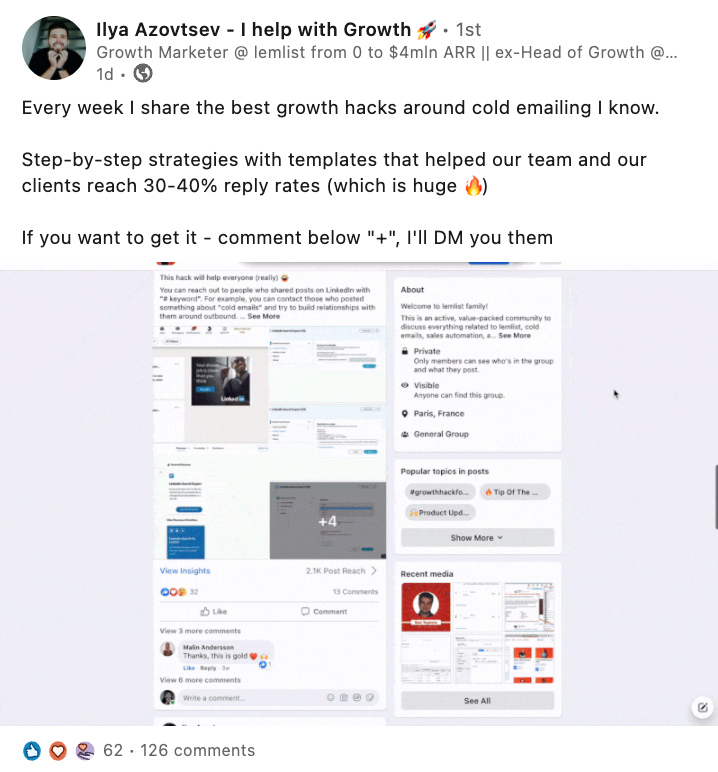 Ilya Azovtsev - I help with Growth 🚀 • 1st
Growth Marketer @ lemlist from 0 to $4mln ARR || ex-Head of Growth @...
1d •
Every week I share the best growth hacks around cold emailing I know.
Step-by-step strategies with templates that helped our team and our
clients reach 30-40% reply rates (which is huge 🔥)
If you want to get it - comment below "+", I'll DM you them
This hack will help everyone (really) 😀
You can reach out to people who shared posts on LinkedIn with
"# keyword". For example, you can contact those who posted
something about "cold emails" and try to build relationships with
them around outbound. ... See More
Linked in
+4
View Insights
2.1K Post Reach
32
13 Comments
Like
Comment
View 3 more comments
Malin Andersson
Thanks, this is gold ❤️ 🙌
1
Like Reply 3w
View 6 more comments
Write a comment...
About
Welcome to lemlist family!
This is an active, value-packed community to
discuss everything related to lemlist, cold
emails, sales automation, a... See More
Private
Only members can see who's in the group
and what they post.
Visible
Anyone can find this group.
Paris, France
General Group
Popular topics in posts
#growthhackfo...
🔥 Tip Of The ...
🙌Product Upd...
Show More
Recent media
See All
62 • 126 comments